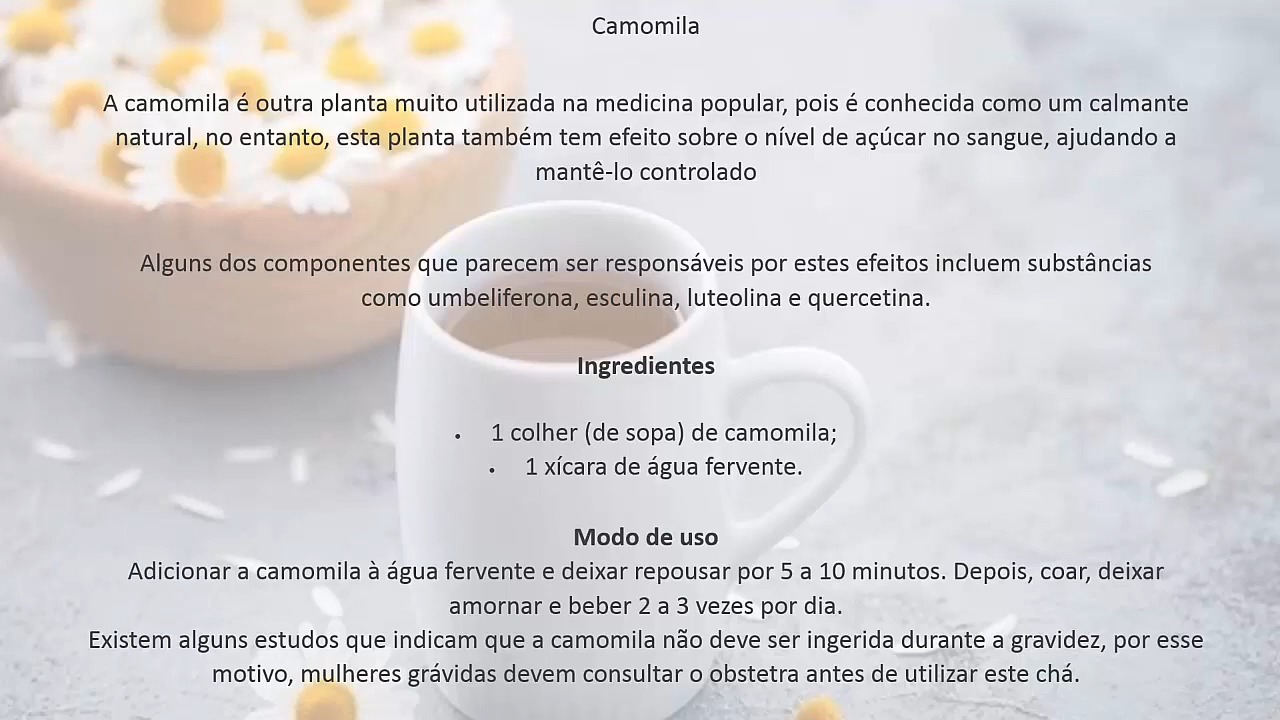 Camomila
A camomila é outra planta muito utilizada na medicina popular, pois é conhecida como um calmante
natural, no entanto, esta planta também tem efeito sobre o nível de açúcar no sangue, ajudando a
mantê-lo controlado
Alguns dos componentes que parecem ser responsáveis por estes efeitos incluem substâncias
como umbeliferona, esculina, luteolina e quercetina.
Ingredientes
• 1 colher (de sopa) de camomila;
• 1 xícara de água fervente.
Modo de uso
Adicionar a camomila à água fervente e deixar repousar por 5 a 10 minutos. Depois, coar, deixar
amornar e beber 2 a 3 vezes por dia.
Existem alguns estudos que indicam que a camomila não deve ser ingerida durante a gravidez, por esse
motivo, mulheres grávidas devem consultar o obstetra antes de utilizar este chá.